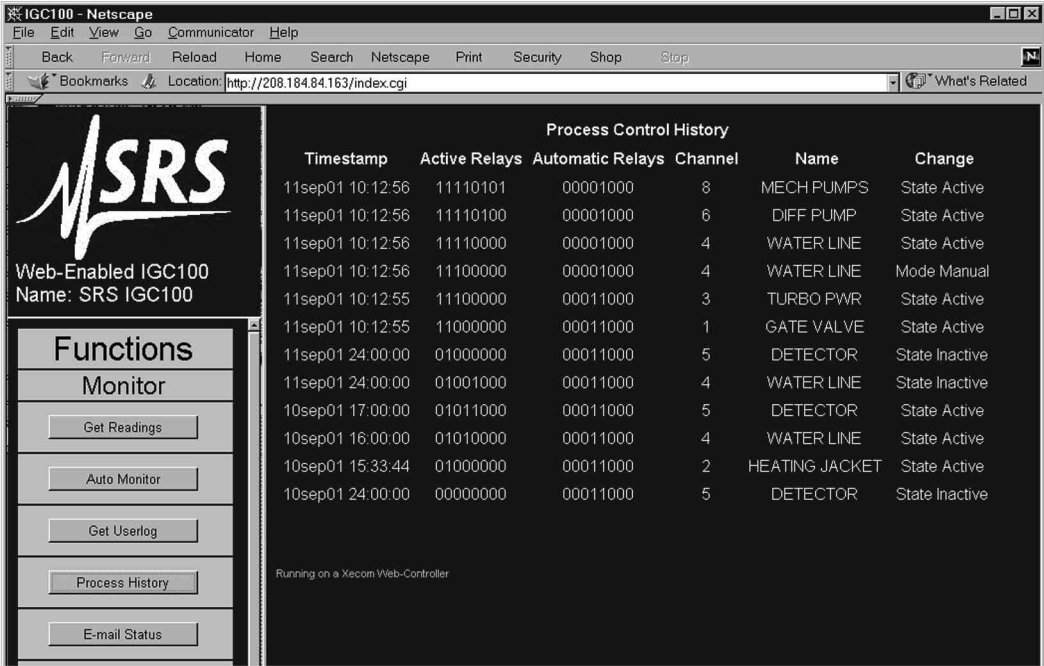 IGC100 - Netscape
File Edit View Go Communicator Help
Back Forward Reload Home Search Netscape Print Security Shop Stop
N
Bookmarks Location: http://208.184.84.163/index.cgi What's Related
SRS
Web-Enabled IGC100
Name: SRS IGC100
Functions
Monitor
Get Readings
Auto Monitor
Get Userlog
Process History
E-mail Status
Process Control History
Timestamp Active Relays Automatic Relays Channel Name Change
11sep01 10:12:56 11110101 00001000 8 MECH PUMPS State Active
11sep01 10:12:56 11110100 00001000 6 DIFF PUMP State Active
11sep01 10:12:56 11110000 00001000 4 WATER LINE State Active
11sep01 10:12:56 11100000 00001000 4 WATER LINE Mode Manual
11sep01 10:12:55 11100000 00011000 3 TURBO PWR State Active
11sep01 10:12:55 11000000 00011000 1 GATE VALVE State Active
11sep01 24:00:00 01000000 00011000 5 DETECTOR State Inactive
11sep01 24:00:00 01001000 00011000 4 WATER LINE State Inactive
10sep01 17:00:00 01011000 00011000 5 DETECTOR State Active
10sep01 16:00:00 01010000 00011000 4 WATER LINE State Active
10sep01 15:33:44 01000000 00011000 2 HEATING JACKET State Active
10sep01 24:00:00 00000000 00011000 5 DETECTOR State Inactive
Running on a Xecom Web-Controller